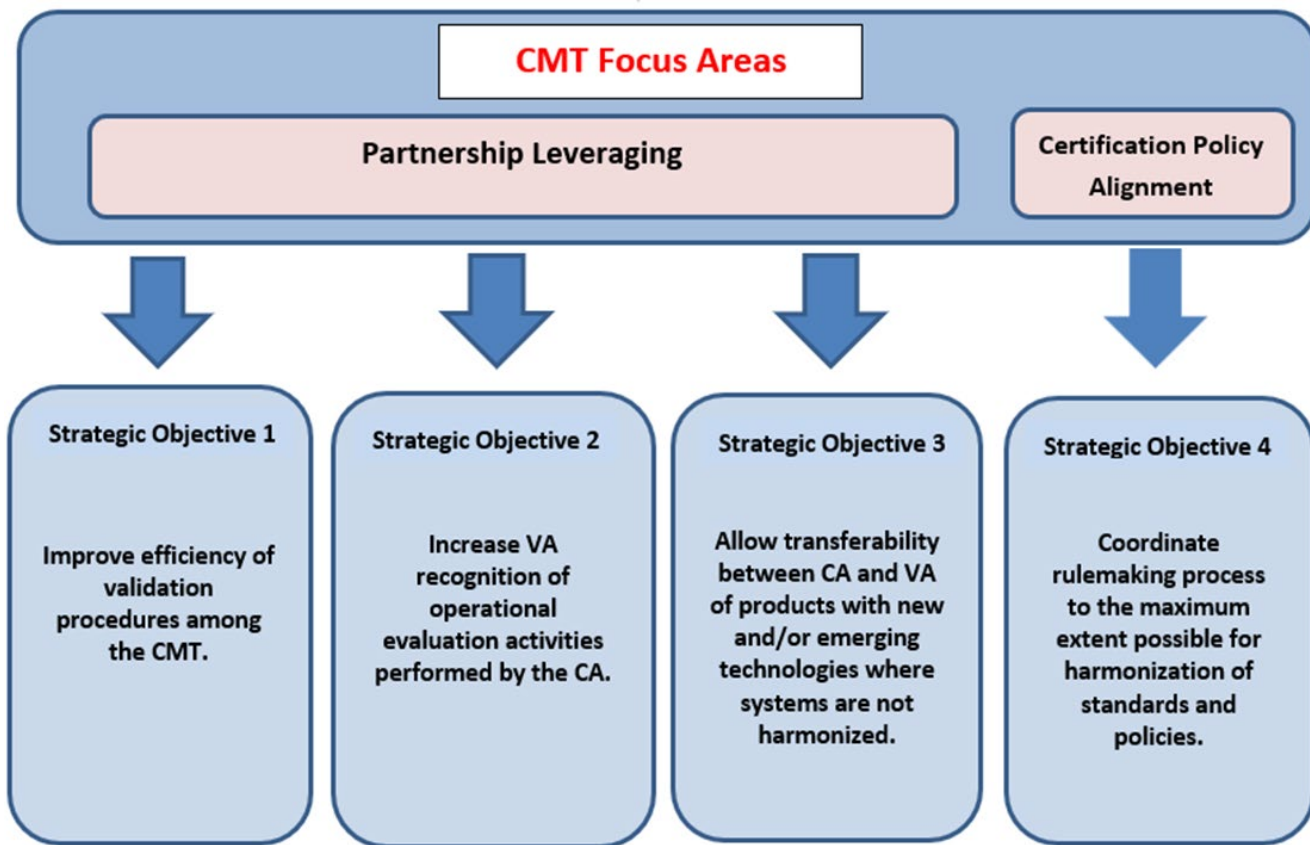 CMT Focus Areas
Partnership Leveraging
Certification Policy
Alignment
Strategic Objective 1
Improve efficiency of
validation
procedures among
the CMT.
Strategic Objective 2
Increase VA
recognition of
operational
evaluation activities
performed by the CA.
Strategic Objective 3
Allow transferability
between CA and VA
of products with new
and/or emerging
technologies where
systems are not
harmonized.
Strategic Objective 4
Coordinate
rulemaking process
to the maximum
extent possible for
harmonization of
standards and
policies.